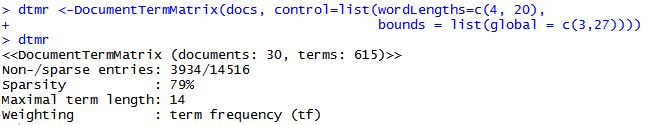 > dtmr <-DocumentTermMatrix(docs, control=list(wordLengths=c(4, 20),
+                                              bounds = list(global = c(3,27))))
> dtmr
<<DocumentTermMatrix (documents: 30, terms: 615)>>
Non-/sparse entries: 3934/14516
Sparsity           : 79%
Maximal term length: 14
Weighting          : term frequency (tf)